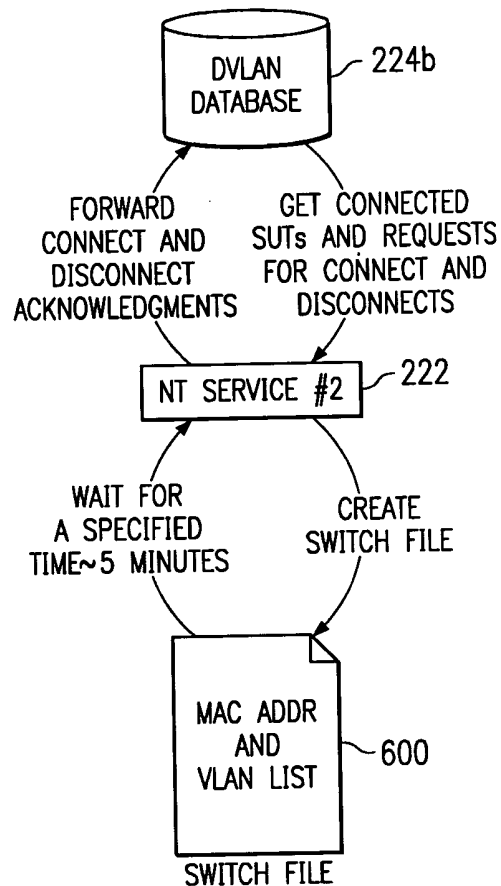 DVLAN
DATABASE
224b
FORWARD
CONNECT AND
DISCONNECT
ACKNOWLEDGMENTS
GET CONNECTED
SUTs AND REQUESTS
FOR CONNECT AND
DISCONNECTS
NT SERVICE #2
222
WAIT FOR
A SPECIFIED
TIME~5 MINUTES
CREATE
SWITCH FILE
MAC ADDR
AND
VLAN LIST
600
SWITCH FILE